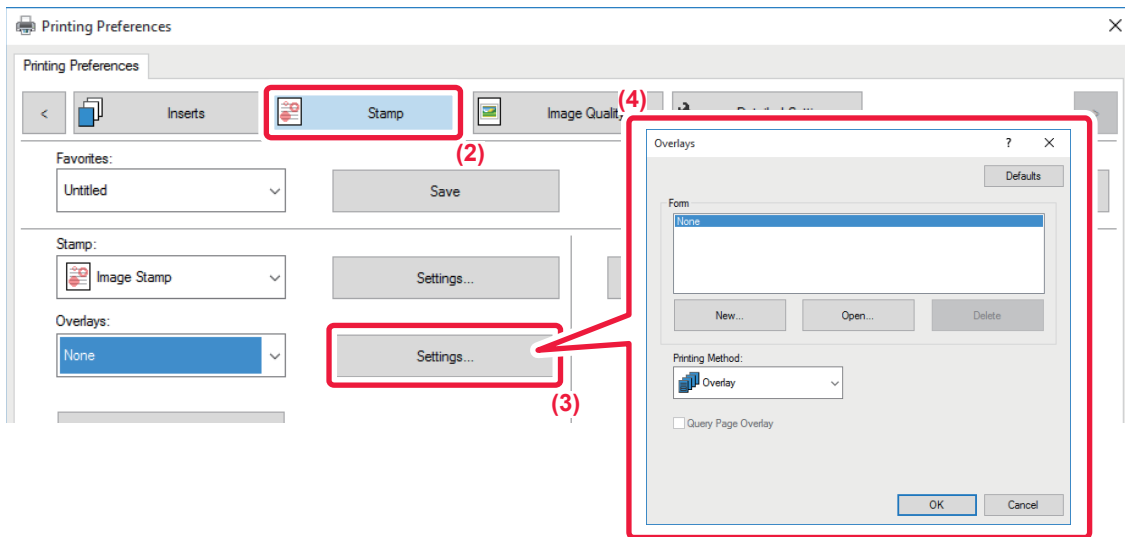 Printing Preferences
Printing Preferences
< Inserts Stamp Image Quality
(2)
(4)
Favorites:
Untitled Save
Stamp:
Image Stamp Settings...
Overlays:
None Settings...
(3)
Overlays ? ×
Defaults
Form
None
New... Open... Delete
Printing Method:
Overlay
Query Page Overlay
OK Cancel